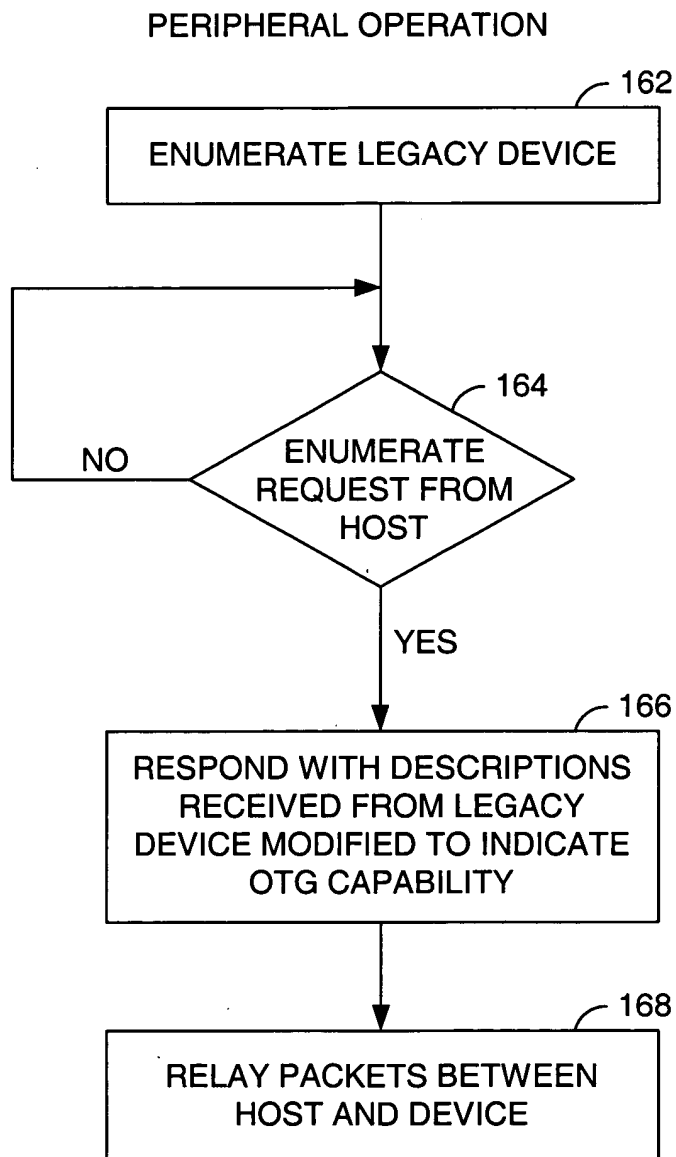 PERIPHERAL OPERATION
162
ENUMERATE LEGACY DEVICE
164
ENUMERATE
REQUEST FROM
HOST
NO
YES
166
RESPOND WITH DESCRIPTIONS
RECEIVED FROM LEGACY
DEVICE MODIFIED TO INDICATE
OTG CAPABILITY
168
RELAY PACKETS BETWEEN
HOST AND DEVICE